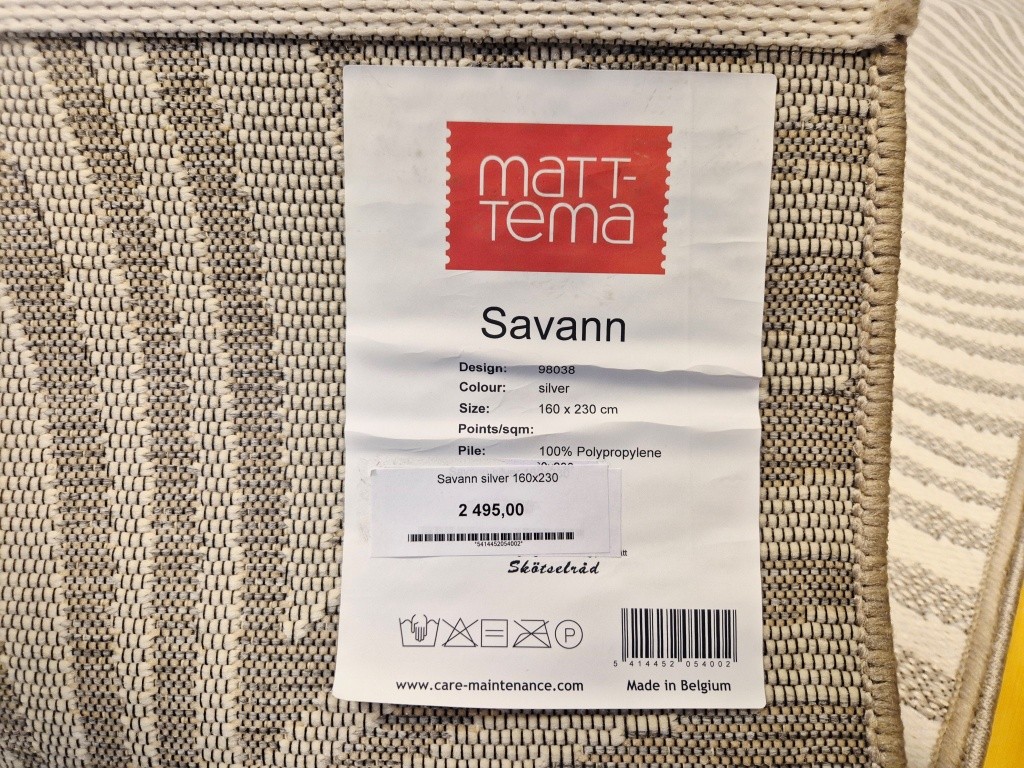 maTT-
Tema
Savann
Design: 98038
Colour: silver
Size: 160 x 230 cm
Points/sqm:
Pile: 100% Polypropylene
Savann silver 160x230
2 495,00
*5414452054002*
Skötselråd
P
5 414452 054002
www.care-maintenance.com
Made in Belgium